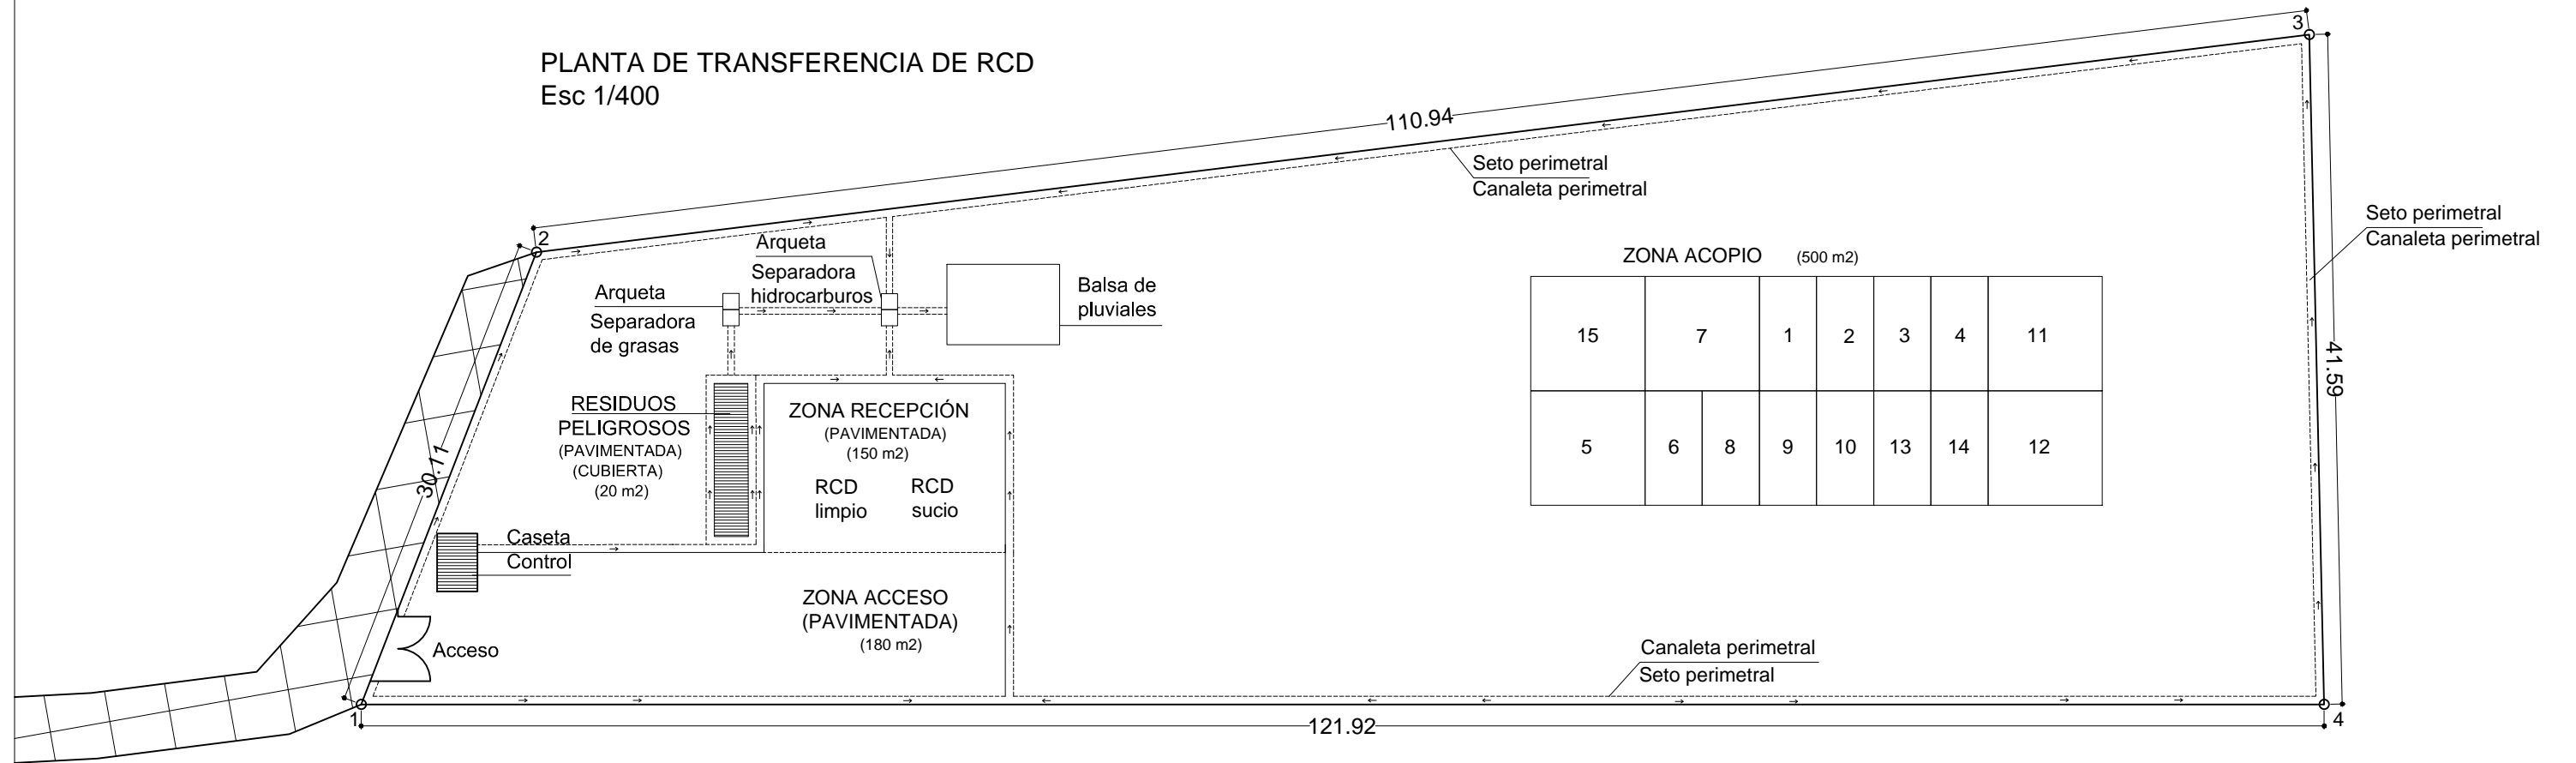 PLANTA DE TRANSFERENCIA DE RCD
Esc 1/400
3
110.94
Seto perimetral
Canaleta perimetral
Seto perimetral
Canaleta perimetral
2
Arqueta
Separadora
hidrocarburos
Arqueta
Separadora
de grasas
Balsa de
pluviales
ZONA ACOPIO (500 m2)
15 7 1 2 3 4 11
5 6 8 9 10 13 14 12
41.59
30.11
RESIDUOS
PELIGROSOS
(PAVIMENTADA)
(CUBIERTA)
(20 m2)
ZONA RECEPCIÓN
(PAVIMENTADA)
(150 m2)
RCD
limpio
RCD
sucio
Caseta
Control
ZONA ACCESO
(PAVIMENTADA)
(180 m2)
Acceso
Canaleta perimetral
Seto perimetral
1
121.92
4